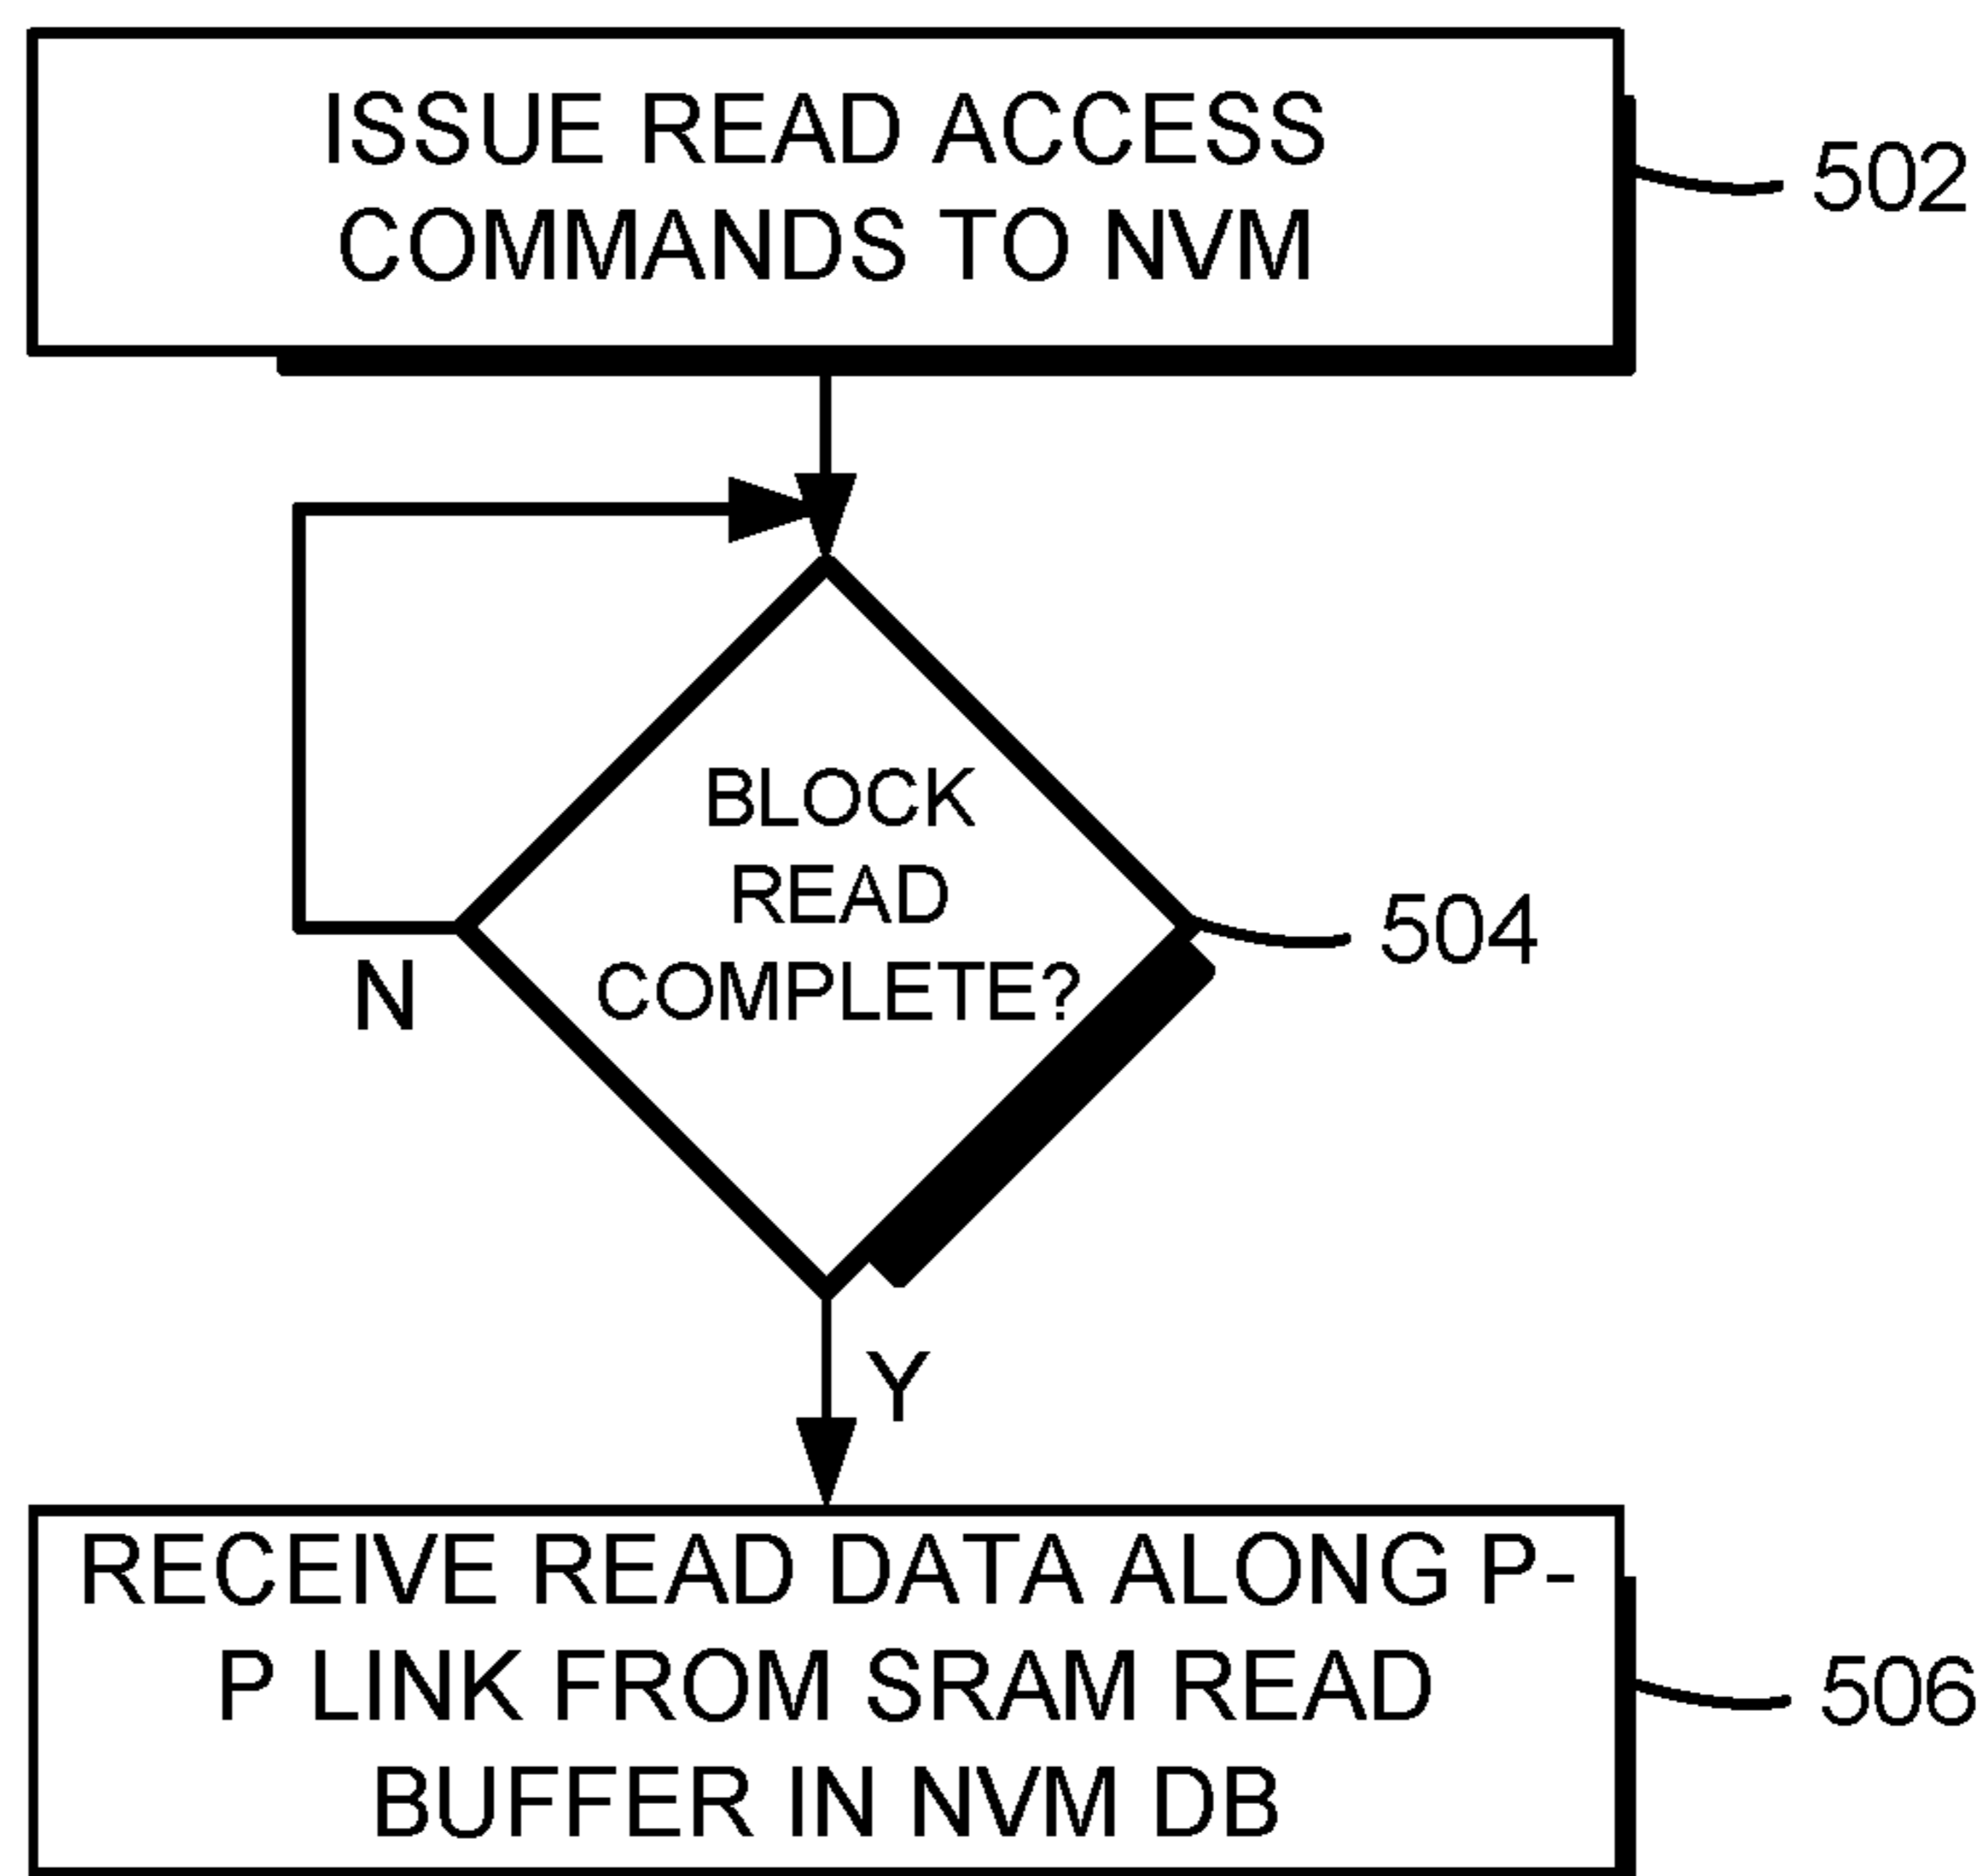 ISSUE READ ACCESS
COMMANDS TO NVM
502
BLOCK
READ
COMPLETE?
504
N
Y
RECEIVE READ DATA ALONG P-
P LINK FROM SRAM READ
BUFFER IN NVM DB
506